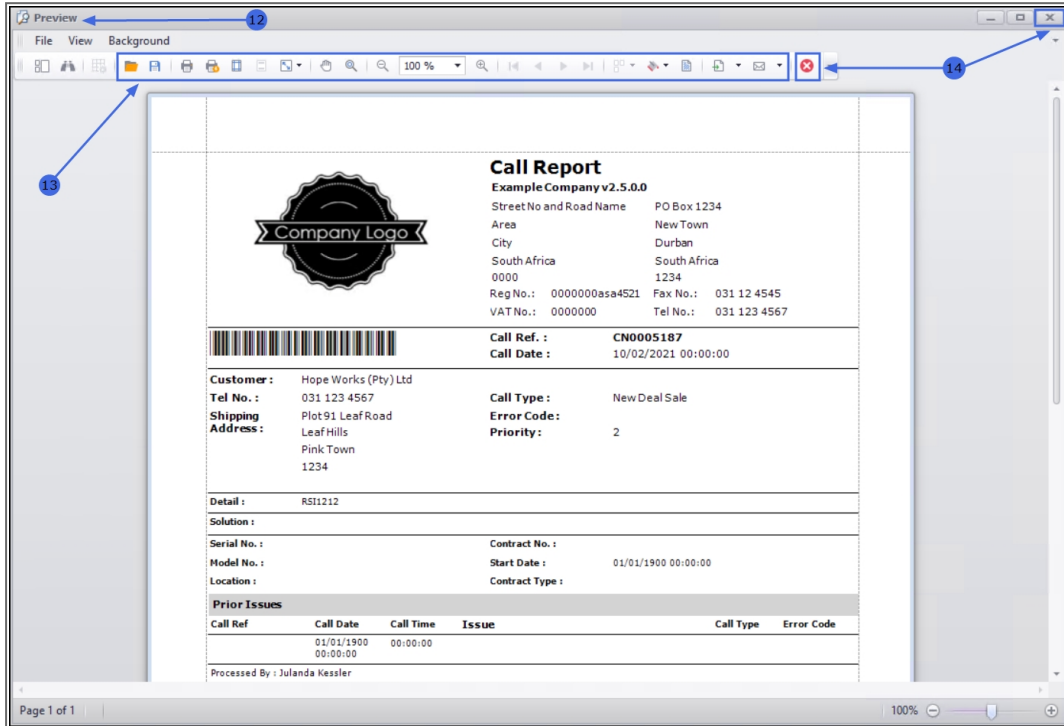 Preview
12
File View Background
100 %
14
13
Company Logo
Call Report
Example Company v2.5.0.0
Street No and Road Name PO Box 1234
Area New Town
City Durban
South Africa South Africa
0000 1234
Reg No.: 0000000asa4521 Fax No.: 031 12 4545
VAT No.: 0000000 Tel No.: 031 123 4567
Call Ref. : CN0005187
Call Date : 10/02/2021 00:00:00
Customer : Hope Works (Pty) Ltd
Tel No. : 031 123 4567 Call Type : New Deal Sale
Shipping Address : Plot 91 Leaf Road Error Code :
Leaf Hills Priority : 2
Pink Town
1234
Detail : RSI1212
Solution :
Serial No. : Contract No. :
Model No. : Start Date : 01/01/1900 00:00:00
Location : Contract Type :
Prior Issues
Call Ref Call Date Call Time Issue Call Type Error Code
01/01/1900 00:00:00
00:00:00
Processed By : Julanda Kessler
Page 1 of 1 100%